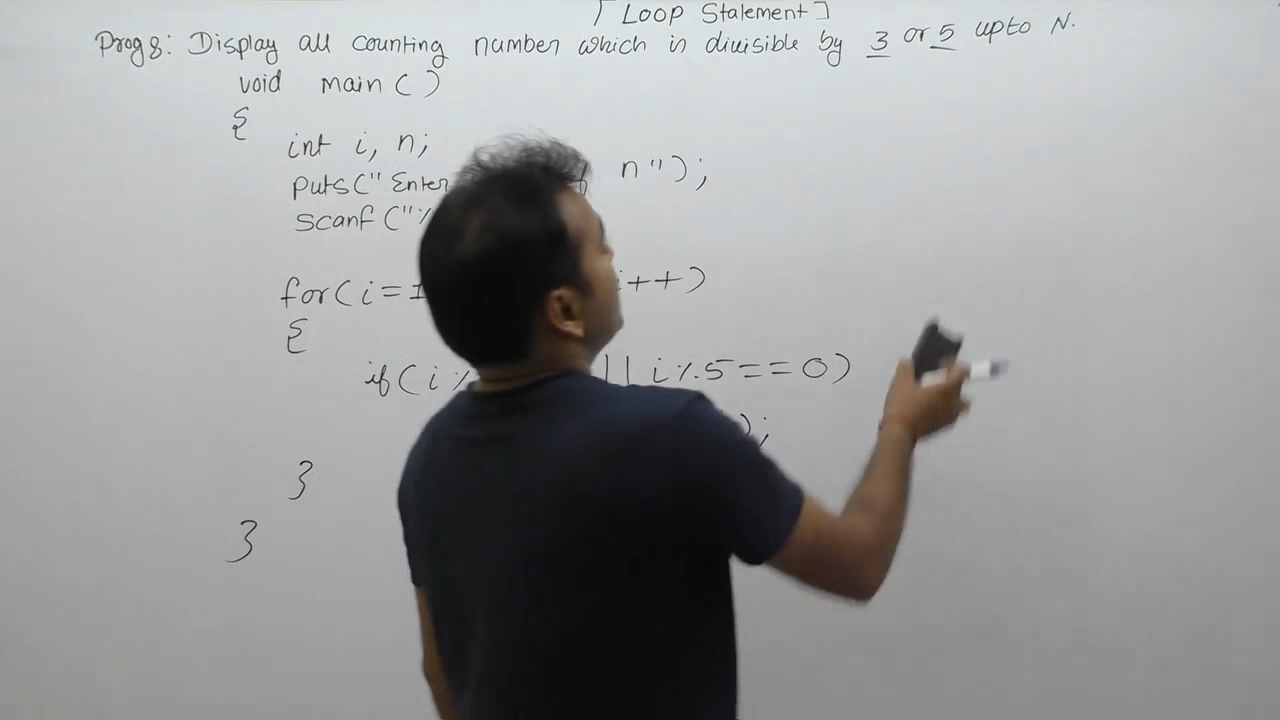 [ Loop Statement ]
Prog 8: Display all counting number which is divisible by 3 or 5 upto N.
void main ( )
{
int i, n;
puts(" Enter n");
scanf ("%
for( i=1 i++)
{
if( i % || i%5==0)
);
}
}